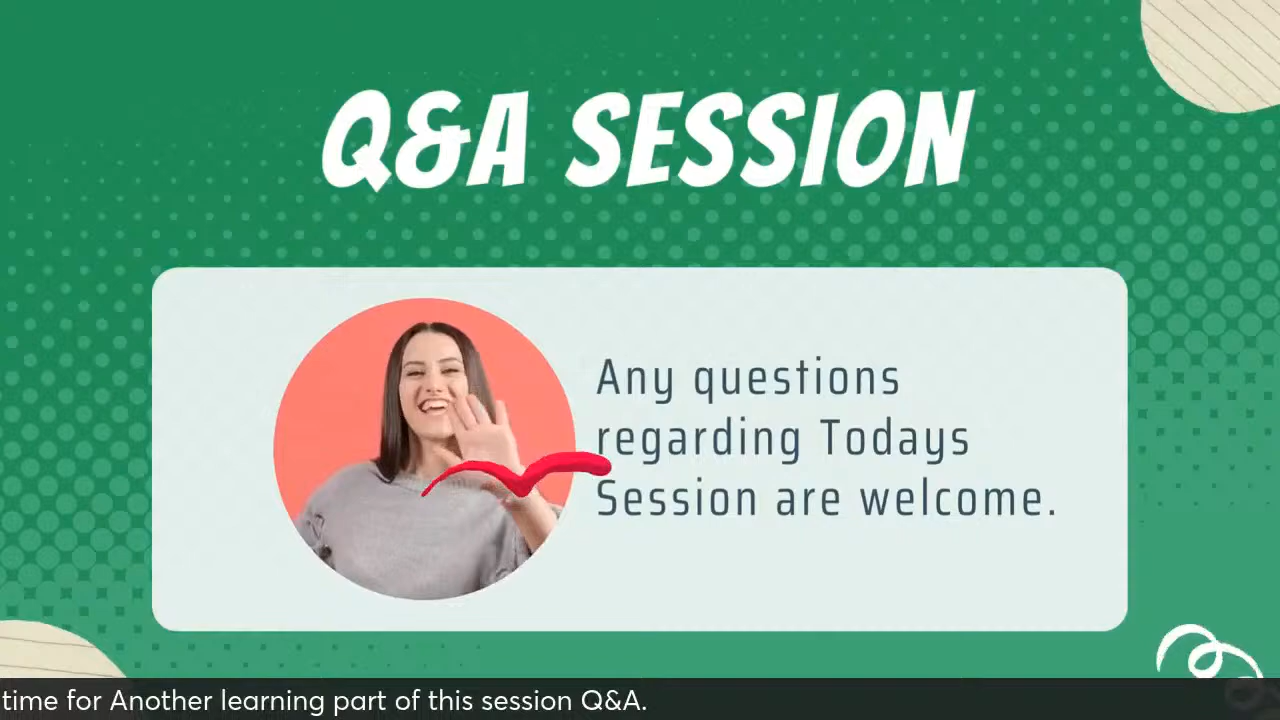 Q&A SESSION
Any questions
regarding Todays
Session are welcome.
time for Another learning part of this session Q&A.